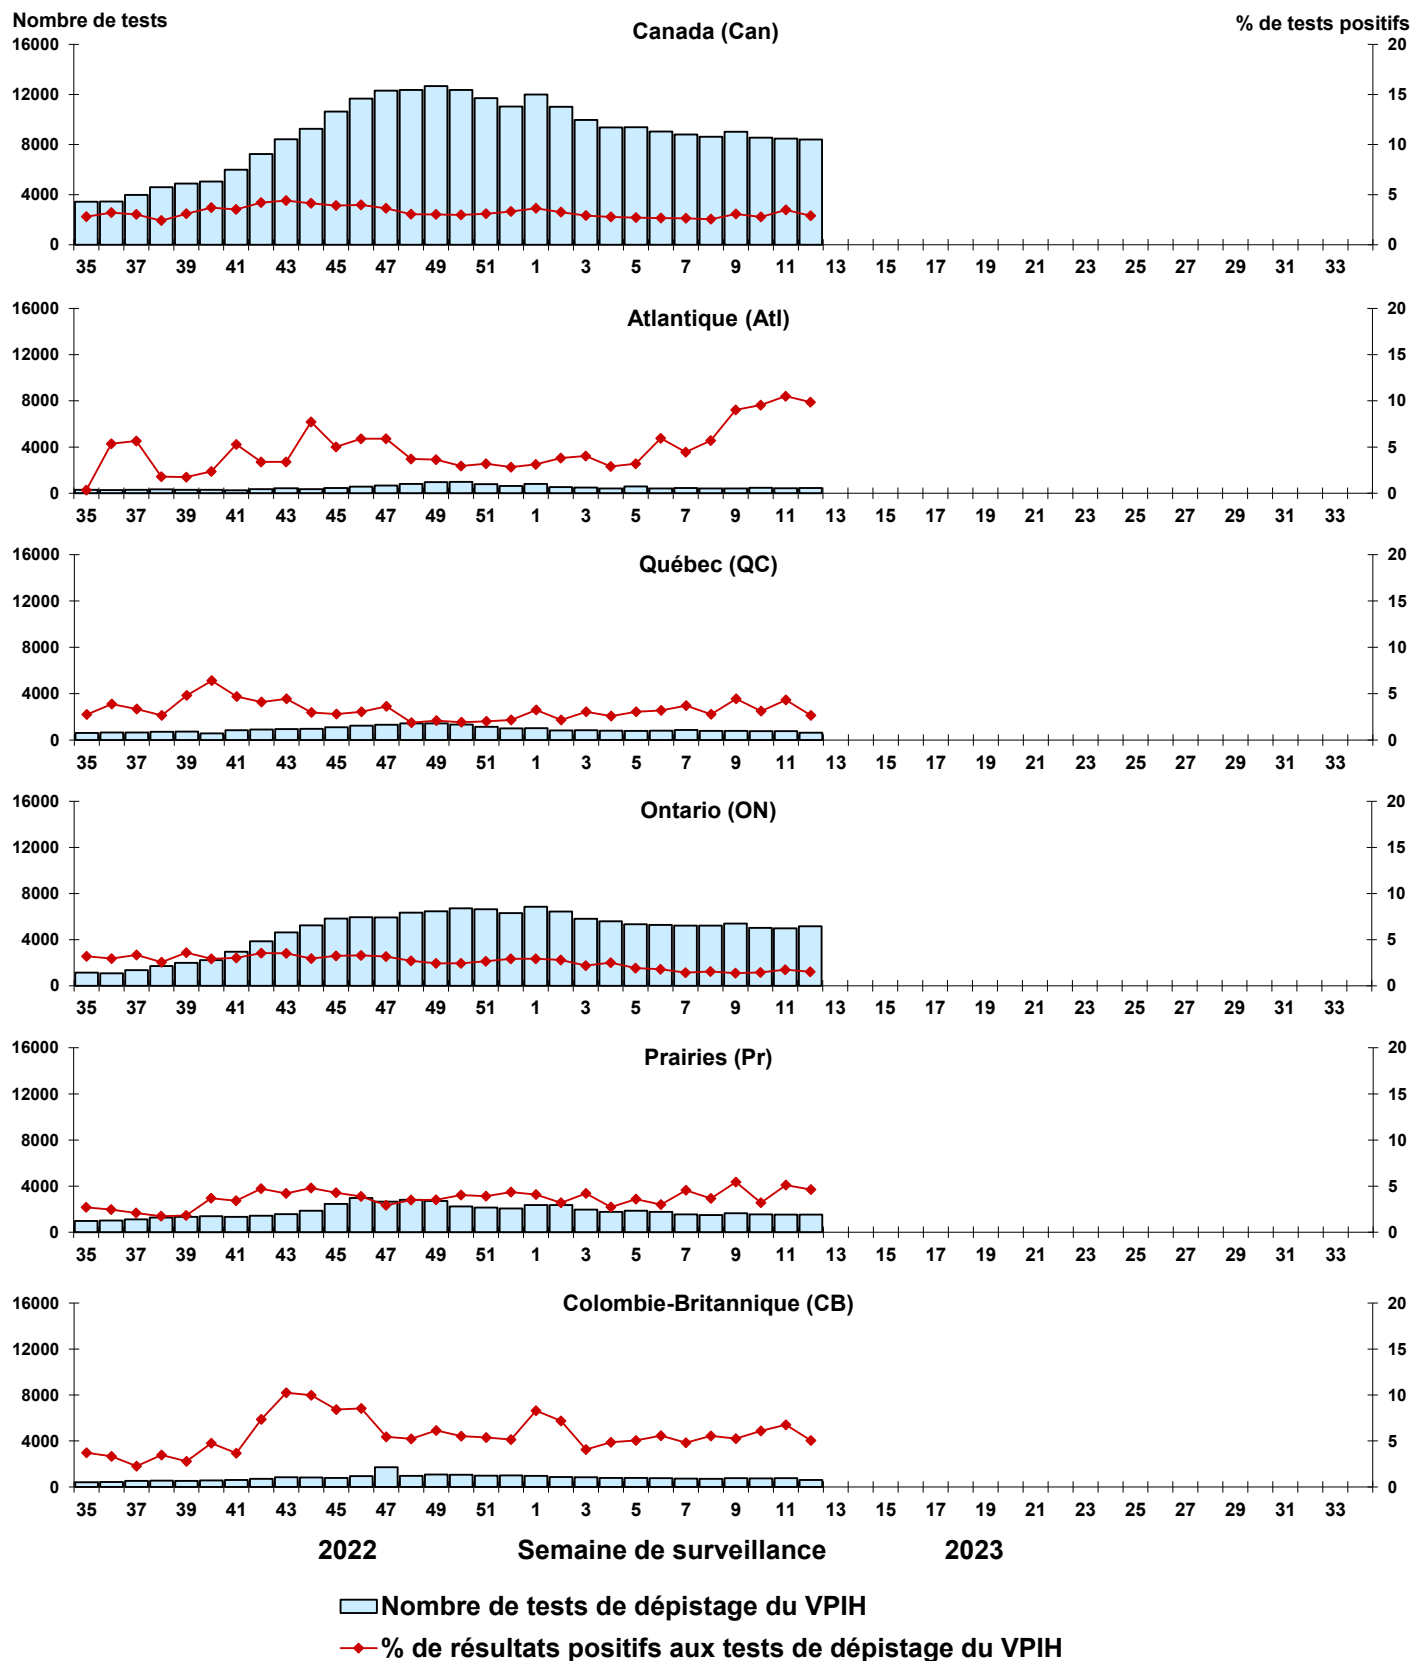 Nombre de tests
Canada (Can)
% de tests positifs
16000 12000 8000 4000 0
20 15 10 5 0
35 37 39 41 43 45 47 49 51 1 3 5 7 9 11 13 15 17 19 21 23 25 27 29 31 33
Atlantique (Atl)
16000 12000 8000 4000 0
20 15 10 5 0
35 37 39 41 43 45 47 49 51 1 3 5 7 9 11 13 15 17 19 21 23 25 27 29 31 33
Québec (QC)
16000 12000 8000 4000 0
20 15 10 5 0
35 37 39 41 43 45 47 49 51 1 3 5 7 9 11 13 15 17 19 21 23 25 27 29 31 33
Ontario (ON)
16000 12000 8000 4000 0
20 15 10 5 0
35 37 39 41 43 45 47 49 51 1 3 5 7 9 11 13 15 17 19 21 23 25 27 29 31 33
Prairies (Pr)
16000 12000 8000 4000 0
20 15 10 5 0
35 37 39 41 43 45 47 49 51 1 3 5 7 9 11 13 15 17 19 21 23 25 27 29 31 33
Colombie-Britannique (CB)
16000 12000 8000 4000 0
20 15 10 5 0
35 37 39 41 43 45 47 49 51 1 3 5 7 9 11 13 15 17 19 21 23 25 27 29 31 33
2022 Semaine de surveillance 2023
Nombre de tests de dépistage du VPIH
% de résultats positifs aux tests de dépistage du VPIH